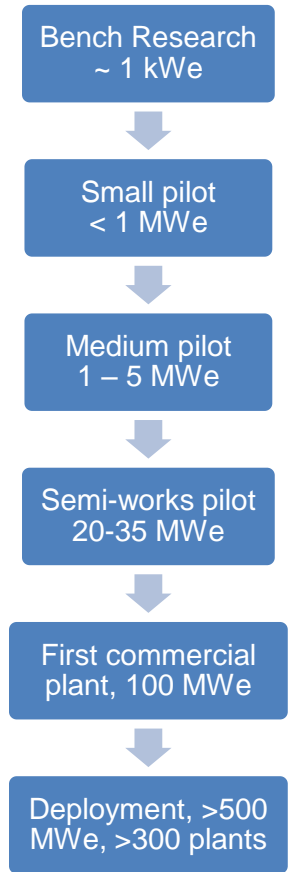 Bench Research
~ 1 kWe
Small pilot
< 1 MWe
Medium pilot
1 – 5 MWe
Semi-works pilot
20-35 MWe
First commercial
plant, 100 MWe
Deployment, >500
MWe, >300 plants